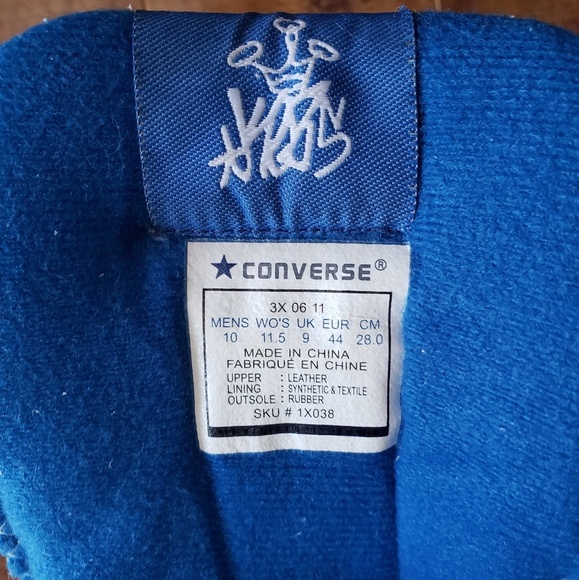 ★CONVERSE®
3X 06 11
MENS WO'S UK EUR CM
10 11.5 9 44 28.0
MADE IN CHINA
FABRIQUÉ EN CHINE
UPPER : LEATHER
LINING : SYNTHETIC & TEXTILE
OUTSOLE : RUBBER
SKU # 1X038